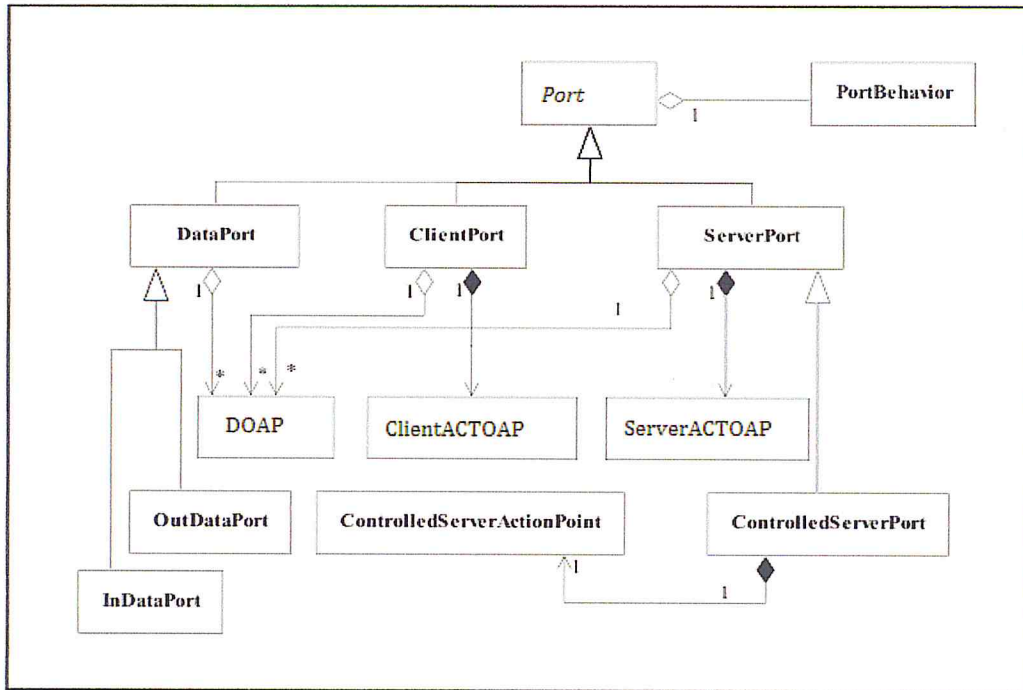 Port
PortBehavior
1
DataPort
ClientPort
ServerPort
1
1
1
1
1
*
*
*
DOAP
ClientACTOAP
ServerACTOAP
OutDataPort
ControlledServerActionPoint
ControlledServerPort
1
InDataPort
1